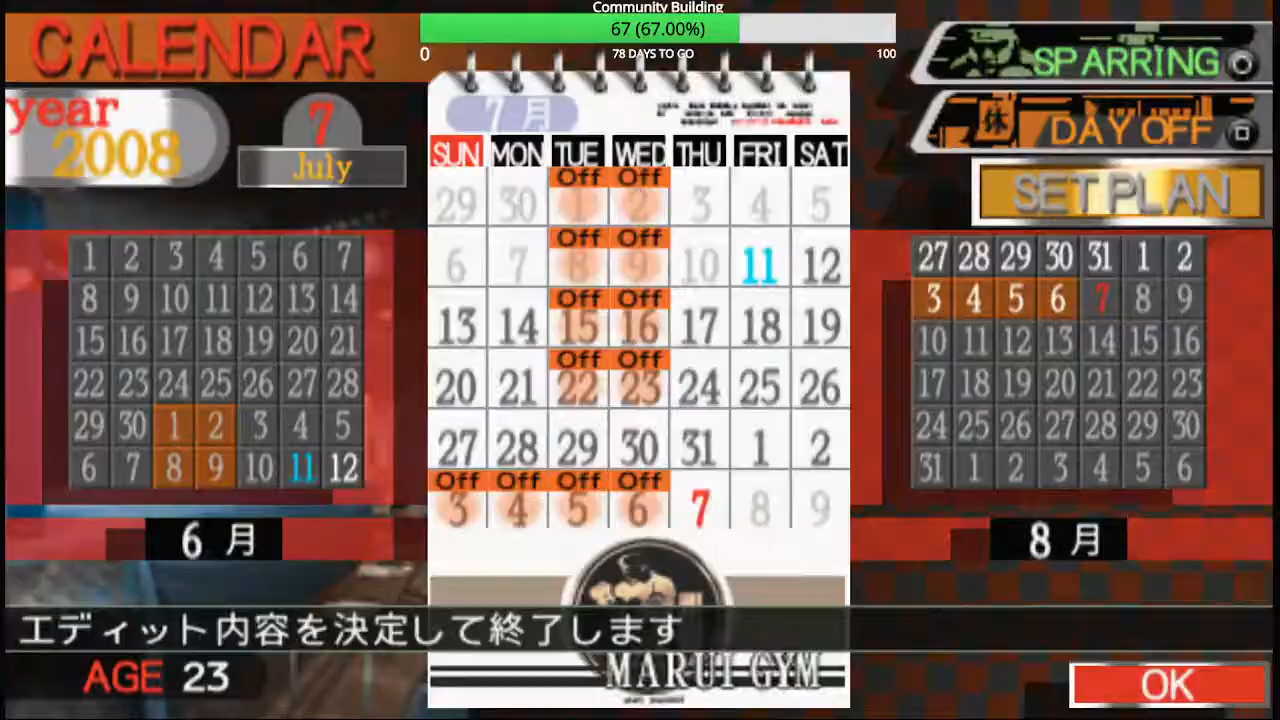 Community Building
67 (67.00%)
0
78 DAYS TO GO
100
CALENDAR
year
2008
7
July
7月
SPARRING
休 DAY OFF
SET PLAN
SUN MON TUE WED THU FRI SAT
Off Off
29 30 1 2 3 4 5
Off Off
6 7 8 9 10 11 12
Off Off
13 14 15 16 17 18 19
Off Off
20 21 22 23 24 25 26
27 28 29 30 31 1 2
Off Off Off Off
3 4 5 6 7 8 9
1 2 3 4 5 6 7
8 9 10 11 12 13 14
15 16 17 18 19 20 21
22 23 24 25 26 27 28
29 30 1 2 3 4 5
6 7 8 9 10 11 12
6 月
27 28 29 30 31 1 2
3 4 5 6 7 8 9
10 11 12 13 14 15 16
17 18 19 20 21 22 23
24 25 26 27 28 29 30
31 1 2 3 4 5 6
8 月
エディット内容を決定して終了します
AGE 23
MARUI GYM
OK